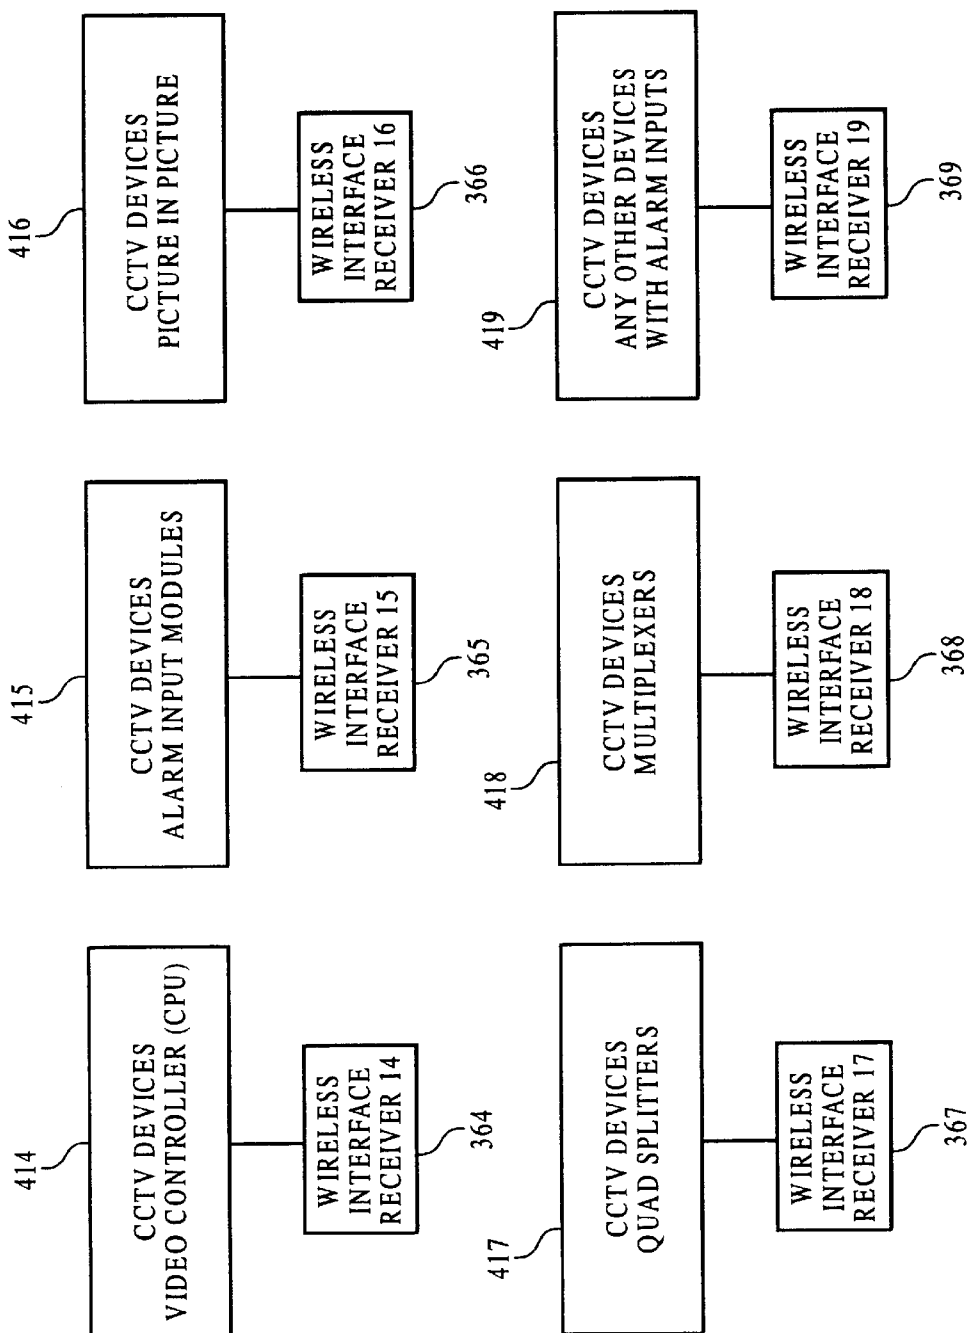 414
CCTV DEVICES
VIDEO CONTROLLER (CPU)
WIRELESS
INTERFACE
RECEIVER 14
364
415
CCTV DEVICES
ALARM INPUT MODULES
WIRELESS
INTERFACE
RECEIVER 15
365
416
CCTV DEVICES
PICTURE IN PICTURE
WIRELESS
INTERFACE
RECEIVER 16
366
417
CCTV DEVICES
QUAD SPLITTERS
WIRELESS
INTERFACE
RECEIVER 17
367
418
CCTV DEVICES
MULTIPLEXERS
WIRELESS
INTERFACE
RECEIVER 18
368
419
CCTV DEVICES
ANY OTHER DEVICES
WITH ALARM INPUTS
WIRELESS
INTERFACE
RECEIVER 19
369